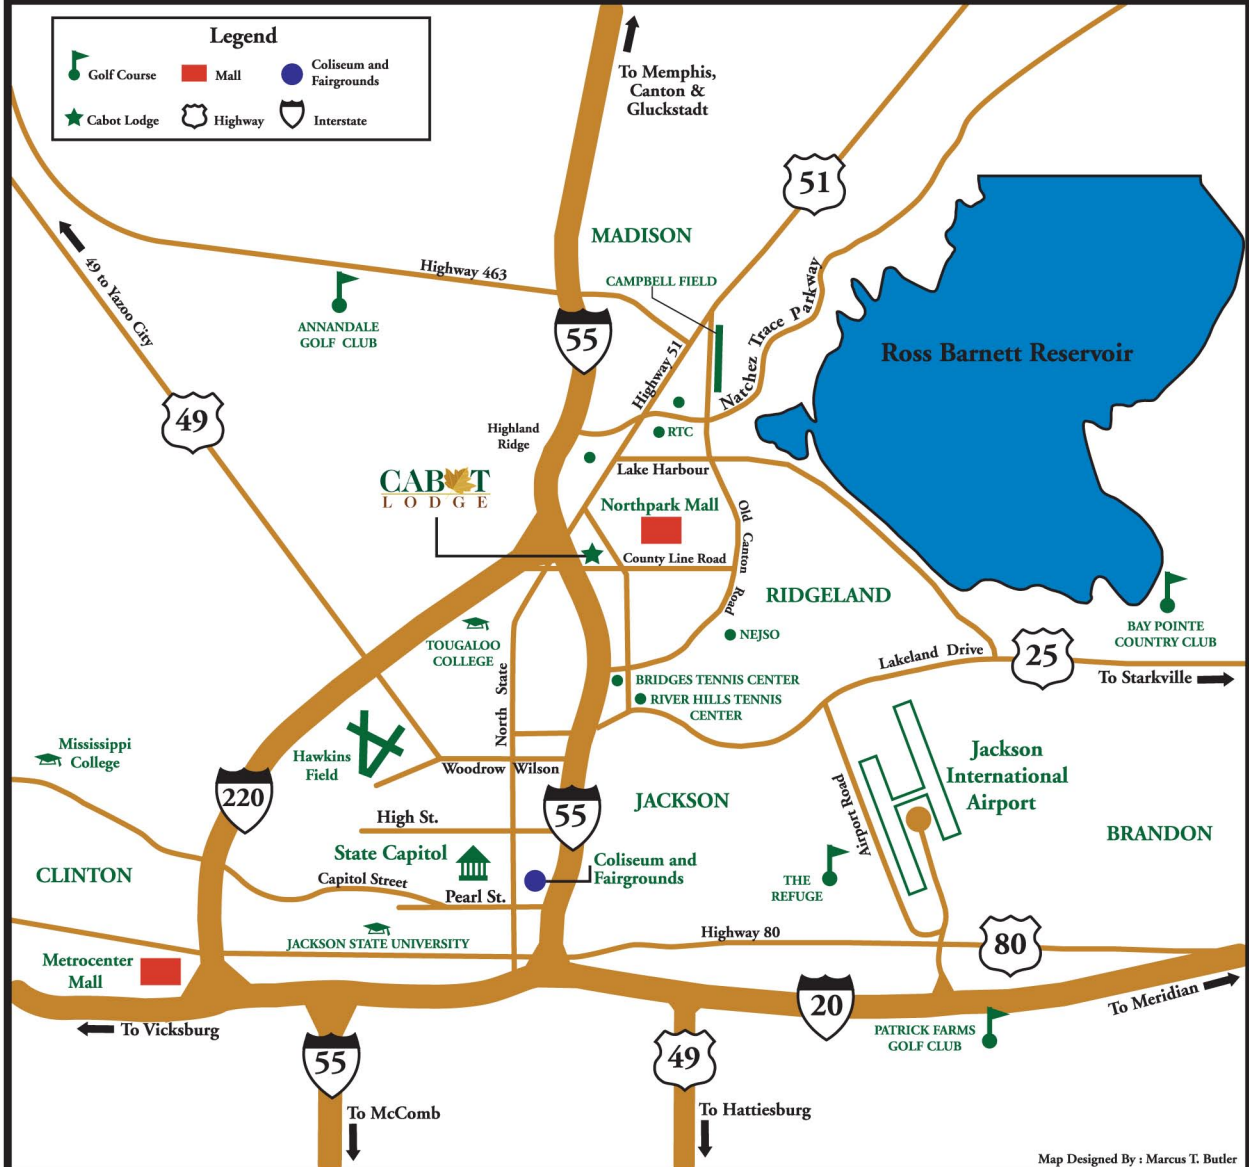 Legend
Golf Course
Mall
Coliseum and
Fairgrounds
Cabot Lodge
Highway
Interstate
To Memphis,
Canton &
Gluckstadt
51
MADISON
49 to Yazoo City
Highway 463
CAMPBELL FIELD
Natchez Trace Parkway
ANNANDALE
GOLF CLUB
55
Highway 51
Ross Barnett Reservoir
49
Highland
Ridge
RTC
Lake Harbour
CABOT
LODGE
Northpark Mall
Old Canton Road
County Line Road
RIDGELAND
TOUGALOO
COLLEGE
NEJSO
BAY POINTE
COUNTRY CLUB
Lakeland Drive
25
To Starkville
North State
BRIDGES TENNIS CENTER
RIVER HILLS TENNIS
CENTER
Mississippi
College
Hawkins
Field
Woodrow Wilson
Jackson
International
Airport
Airport Road
220
55
JACKSON
High St.
BRANDON
State Capitol
Coliseum and
Fairgrounds
CLINTON
Capitol Street
Pearl St.
THE
REFUGE
JACKSON STATE UNIVERSITY
Highway 80
80
Metrocenter
Mall
To Vicksburg
20
To Meridian
PATRICK FARMS
GOLF CLUB
55
49
To McComb
To Hattiesburg
Map Designed By : Marcus T. Butler